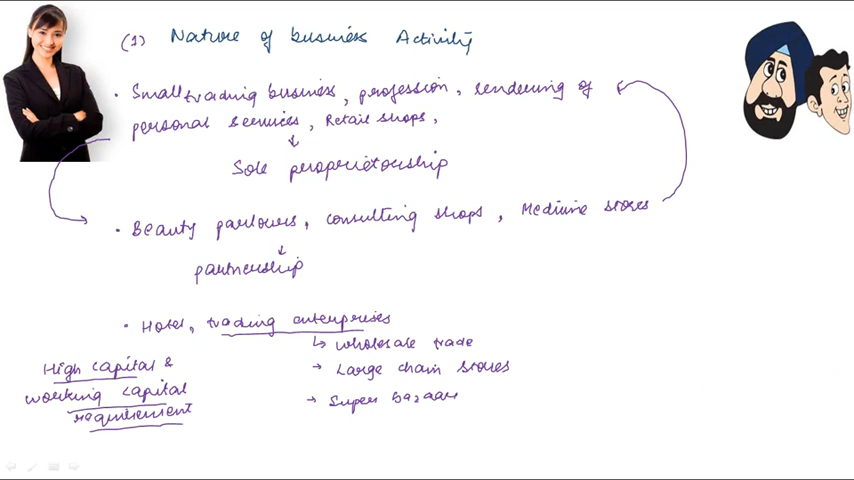 (1) Nature of business Activity
• Small trading business, profession, rendering of
personal services, Retail shops,
Sole proprietorship
• Beauty parlours, consulting shops, Medicine stores
partnership
• Hotel, trading enterprises
↳ wholesale trade
High capital &
→ Large chain stores
working capital
→ Super bazaar
requirement